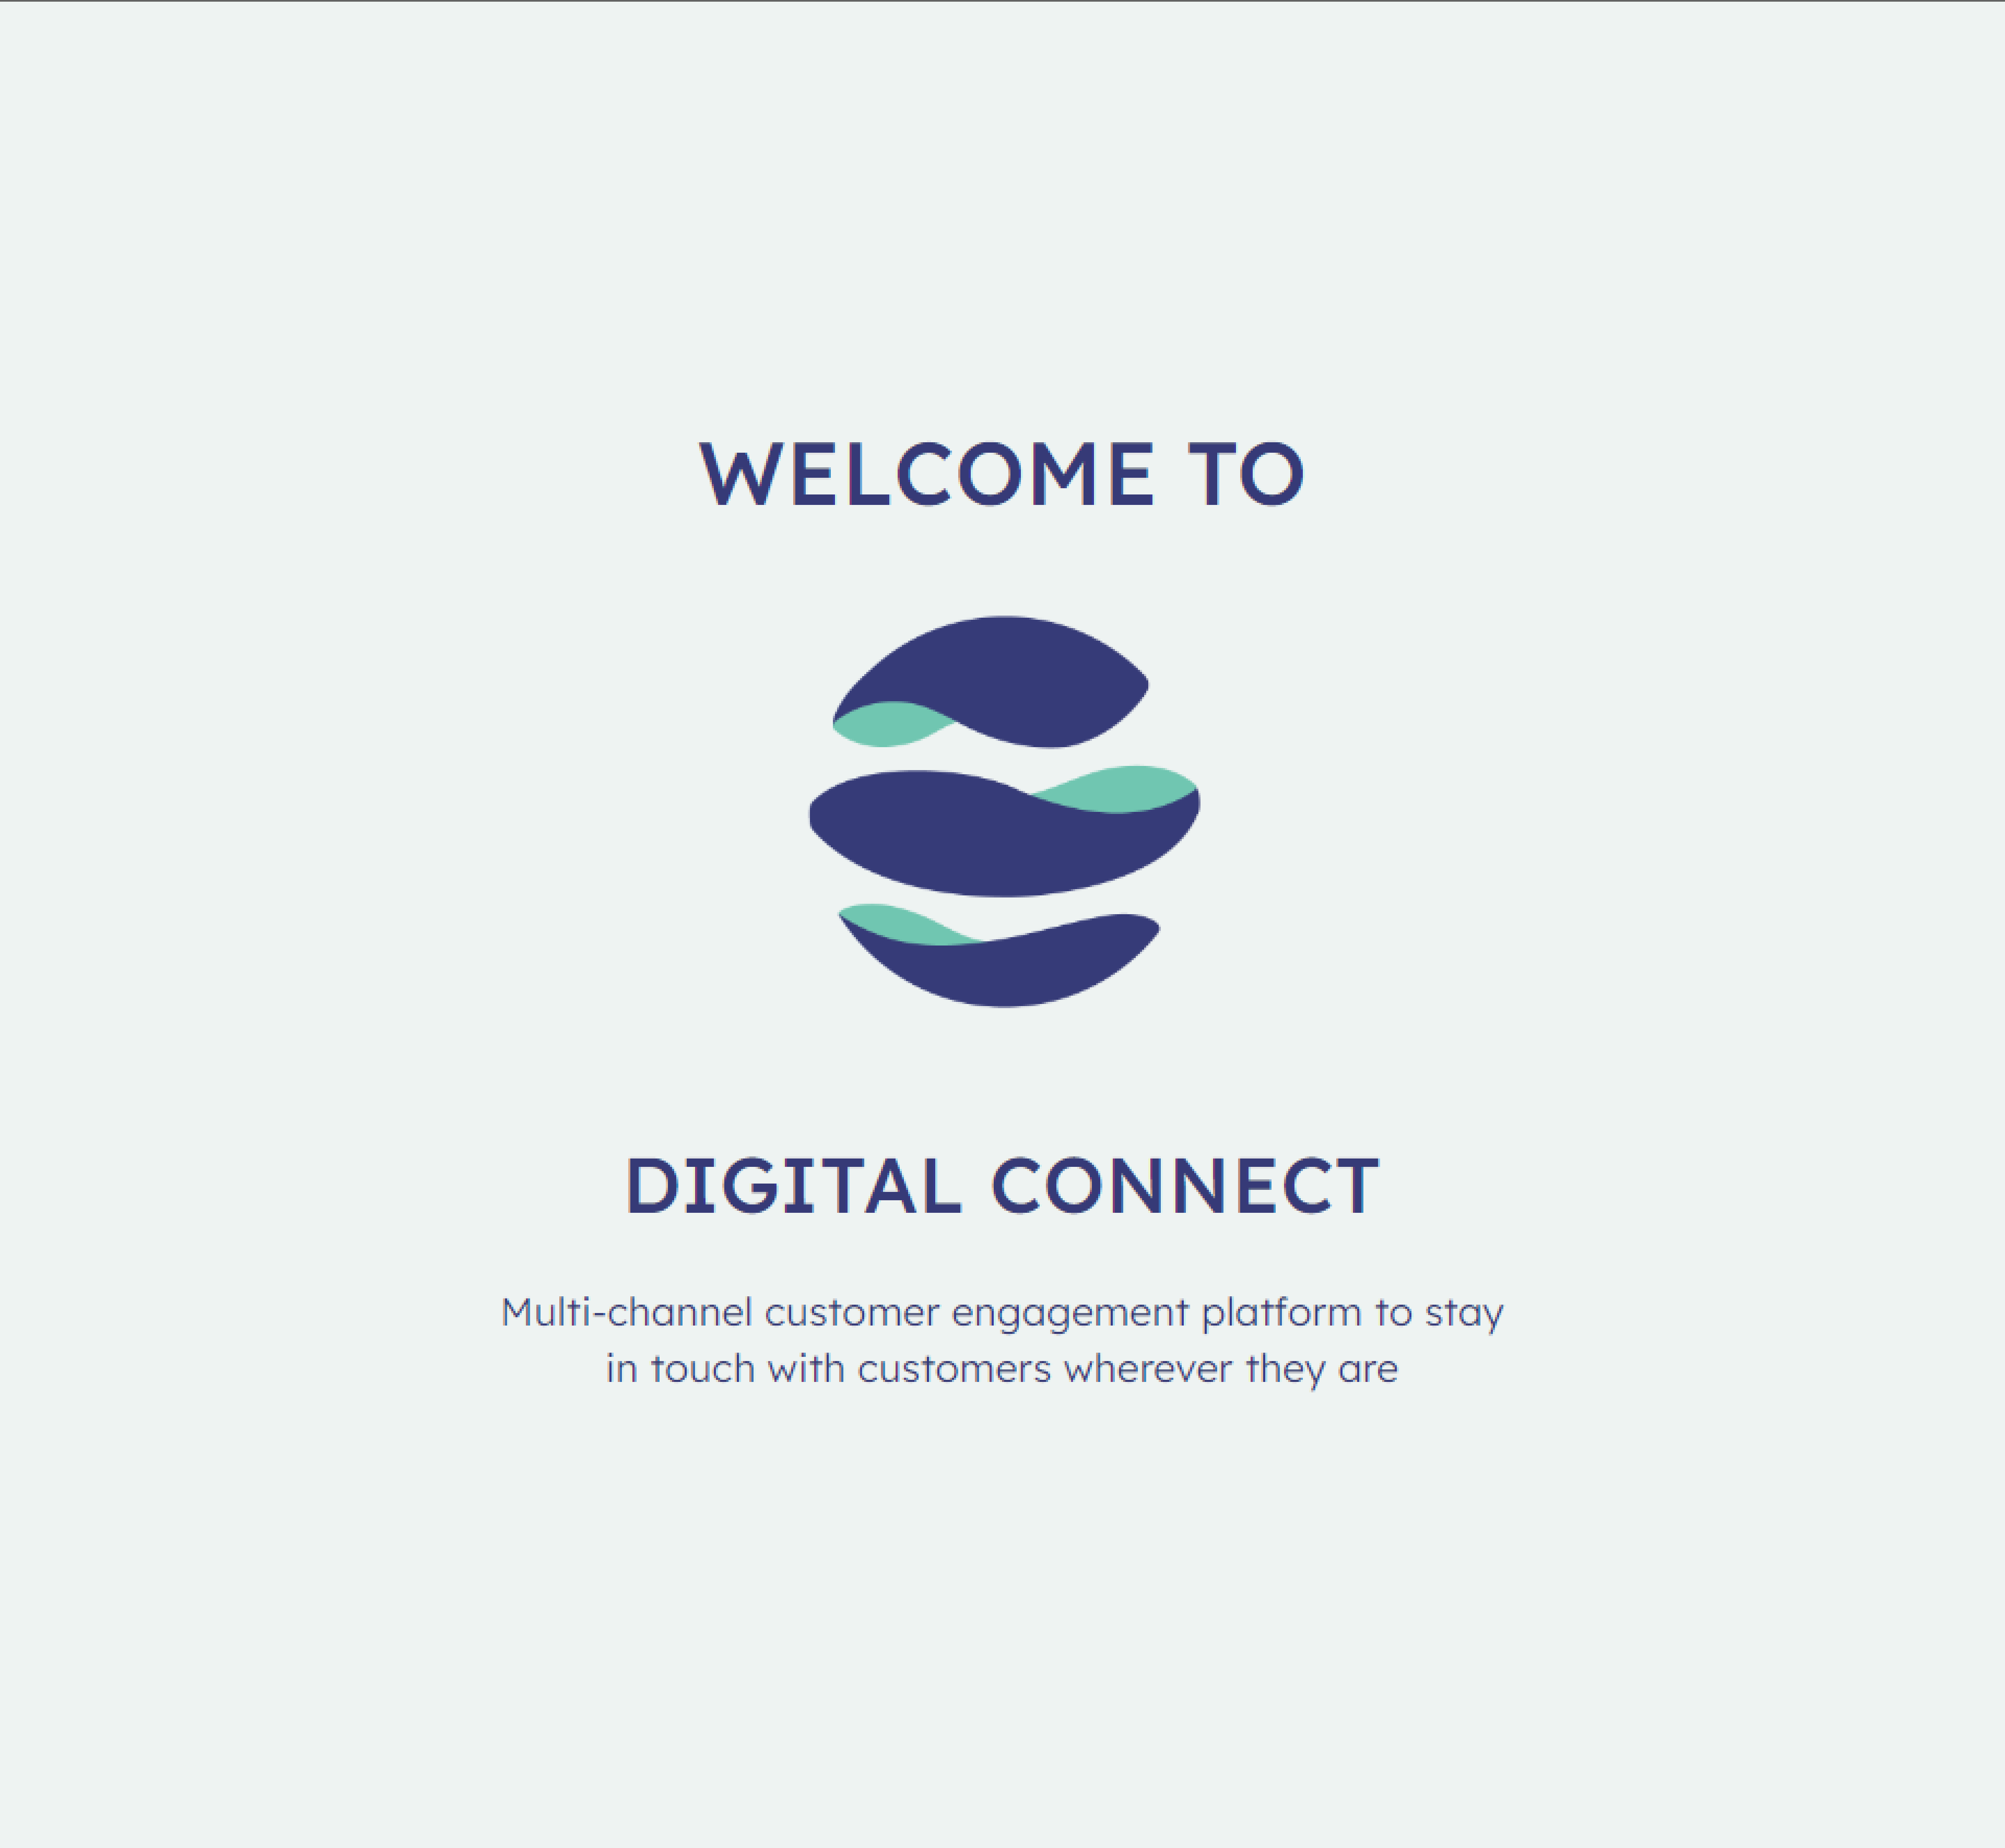 WELCOME TO
DIGITAL CONNECT
Multi-channel customer engagement platform to stay
in touch with customers wherever they are